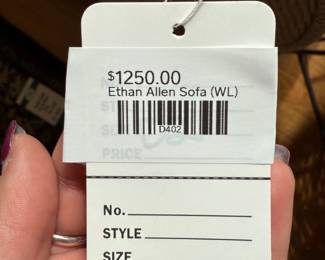 $1250.00
Ethan Allen Sofa (WL)
D402
PRICE
No.
STYLE
SIZE